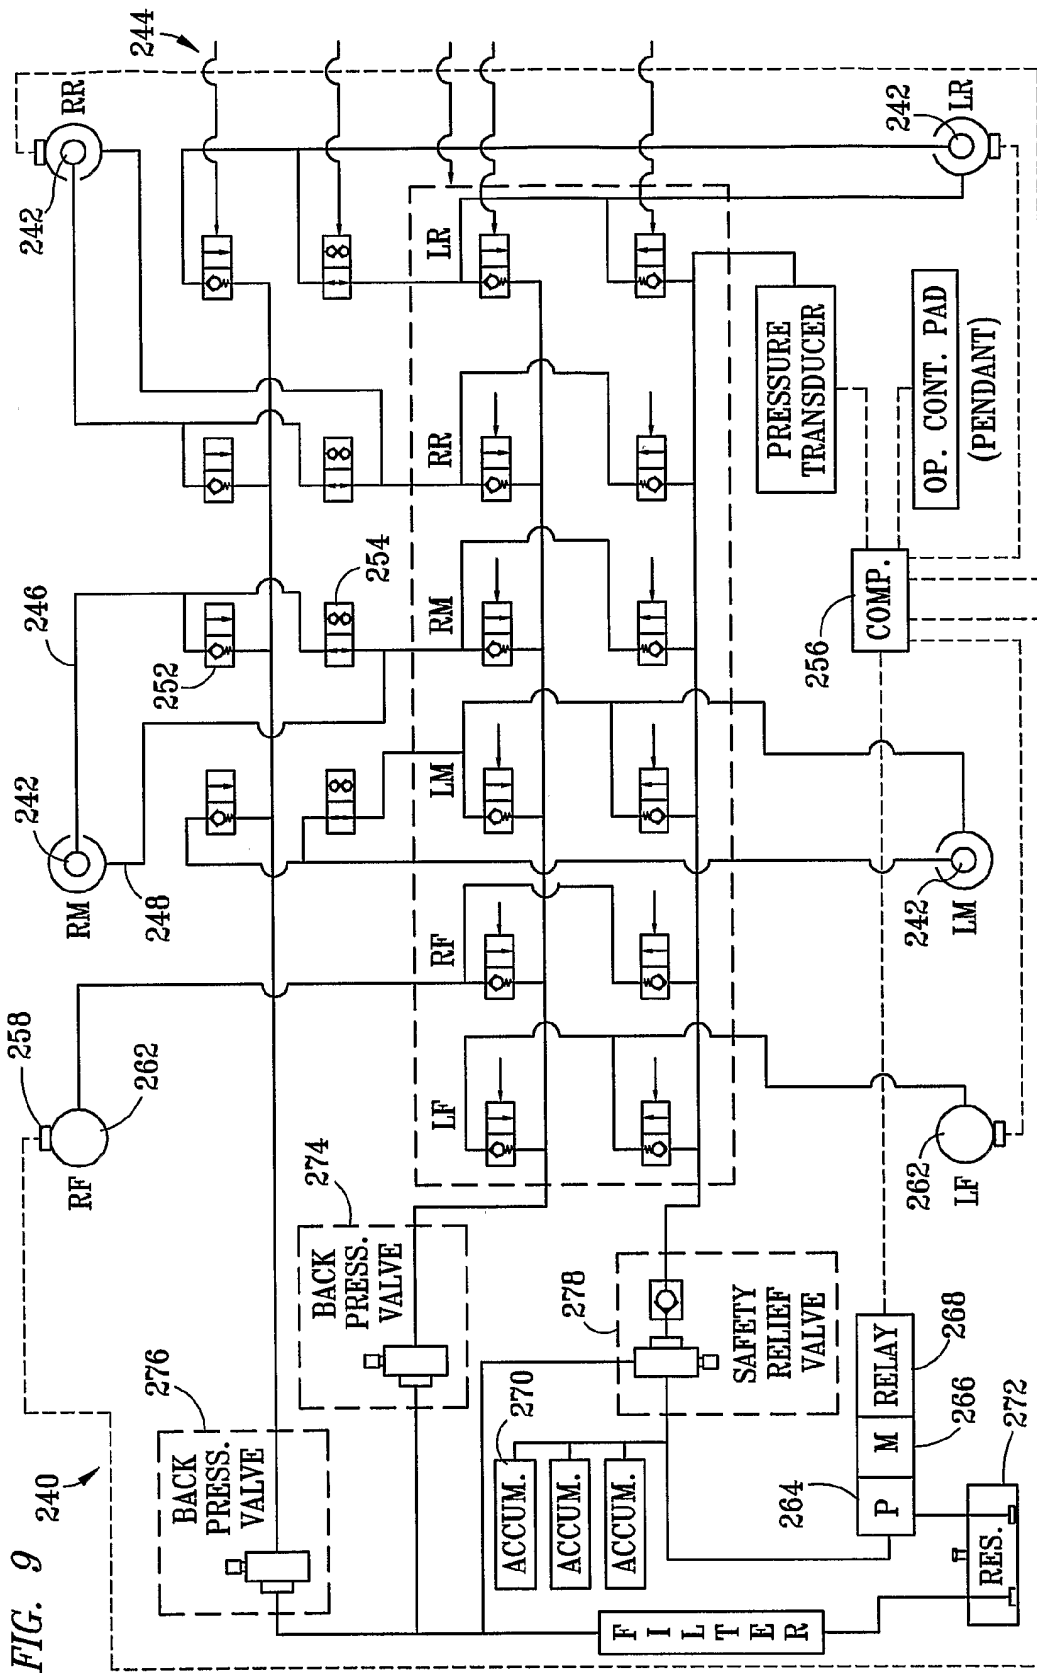 FIG. 9
240
276
BACK
PRESS.
VALVE
274
BACK
PRESS.
VALVE
270
ACCUM.
ACCUM.
ACCUM.
278
SAFETY
RELIEF
VALVE
FILTER
264
P
M
RELAY
266
268
RES.
272
RF
258
262
RM
242
248
246
252
254
RR
242
244
LF
RF
LM
RM
RR
LR
262
LF
242
LM
256
COMP.
PRESSURE
TRANSDUCER
OP. CONT. PAD
(PENDANT)
242
LR